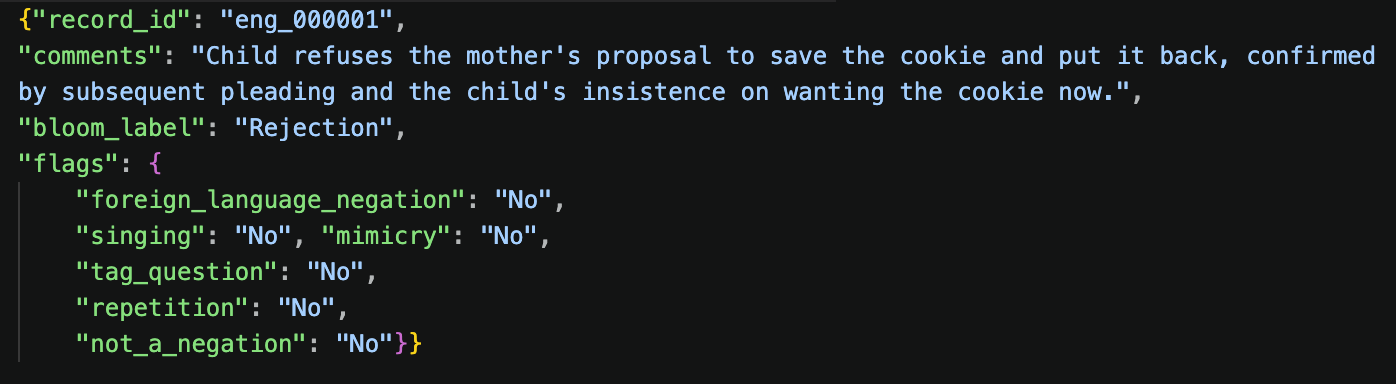 {"record_id": "eng_000001",
"comments": "Child refuses the mother's proposal to save the cookie and put it back, confirmed
by subsequent pleading and the child's insistence on wanting the cookie now.",
"bloom_label": "Rejection",
"flags": {
    "foreign_language_negation": "No",
    "singing": "No", "mimicry": "No",
    "tag_question": "No",
    "repetition": "No",
    "not_a_negation": "No"}}